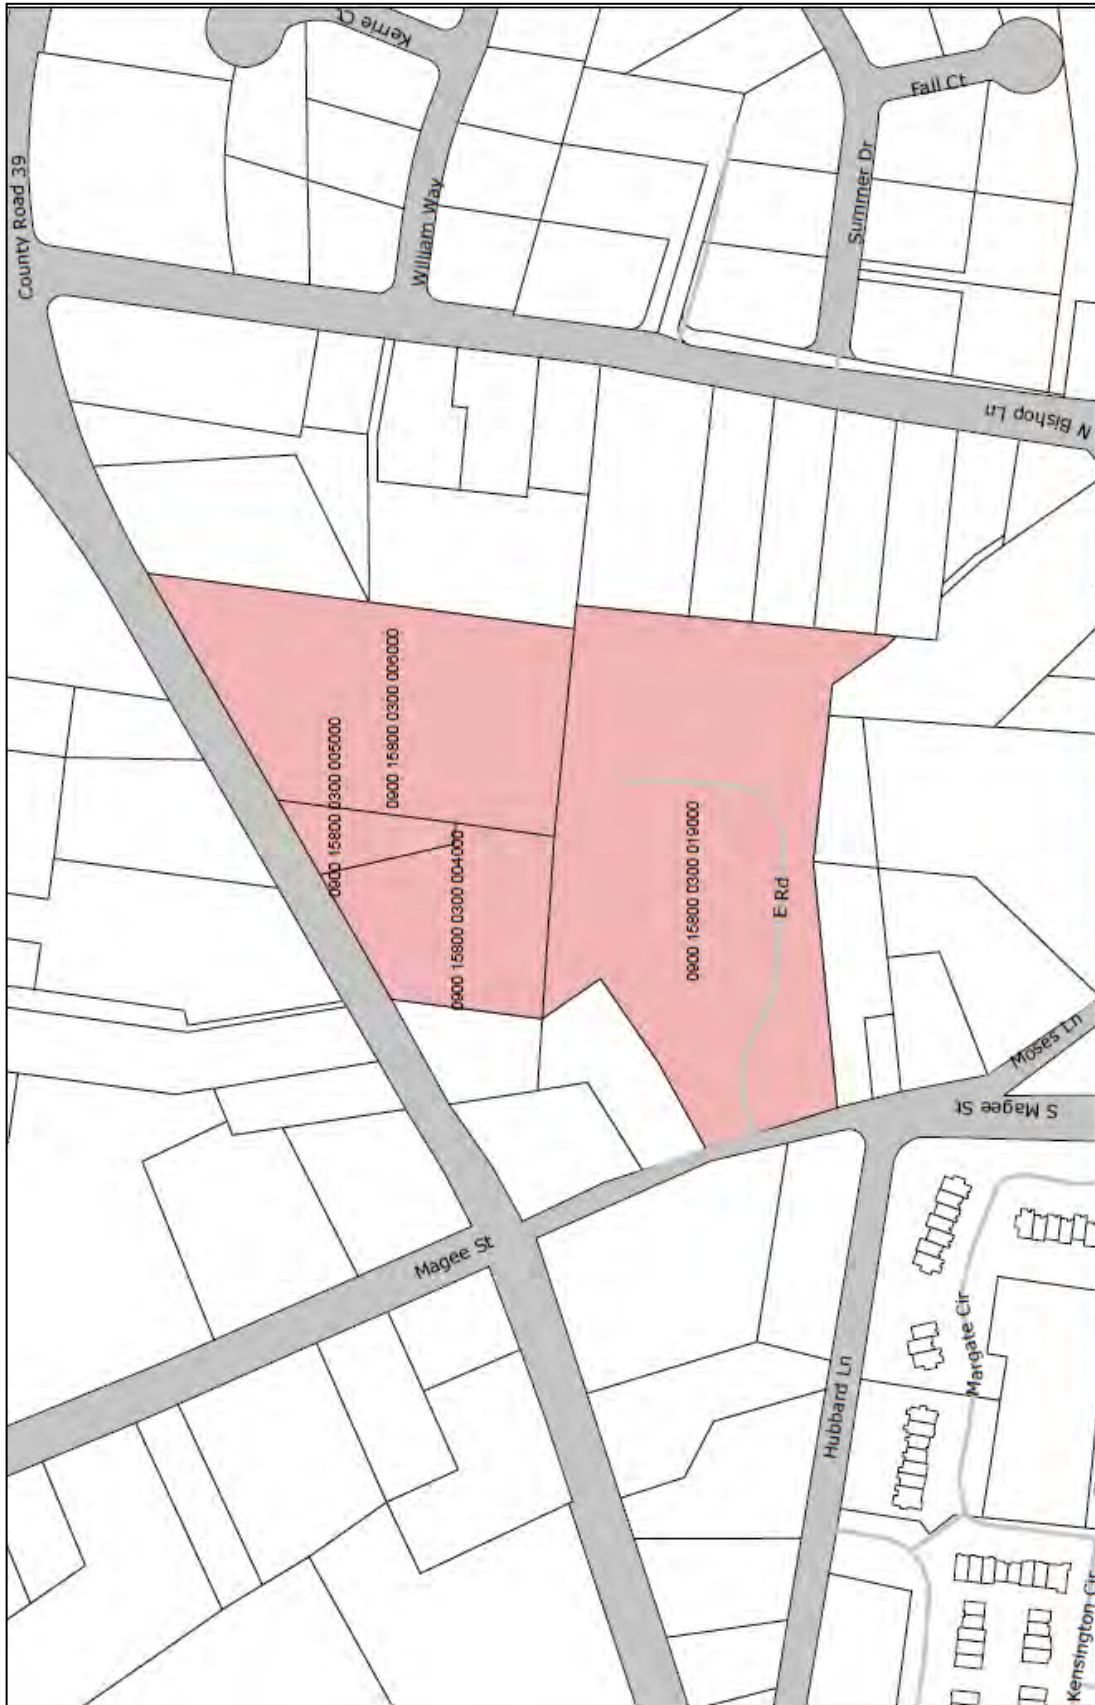 Kerrie Ct
Fall Ct
County Road 39
William Way
Summer Dr
N Bishop Ln
0900 15800 0300 005000
0900 15800 0300 006000
0900 15800 0300 004000
0900 15800 0300 019000
E Rd
Moses Ln
S Magee St
Magee St
Hubbard Ln
Margate Cir
Kensington Cir